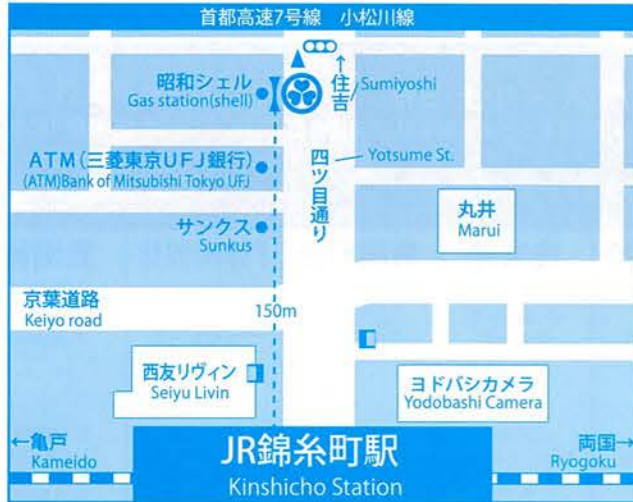 首都高速7号線 小松川線
昭和シェル
Gas station(shell)
↑住吉
Sumiyoshi
ATM(三菱東京UFJ銀行)
(ATM)Bank of Mitsubishi Tokyo UFJ
四ツ目通り
Yotsume St.
サンクス
Sunkus
丸井
Marui
京葉道路
Keiyo road
150m
西友リヴィン
Seiyu Livin
ヨドバシカメラ
Yodobashi Camera
←亀戸
Kameido
JR錦糸町駅
Kinshicho Station
両国→
Ryogoku